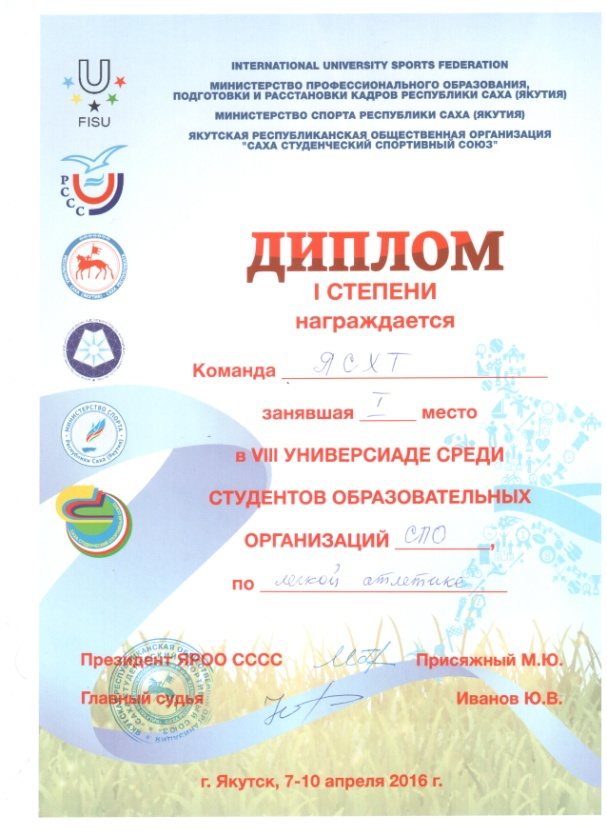 INTERNATIONAL UNIVERSITY SPORTS FEDERATION
МИНИСТЕРСТВО ПРОФЕССИОНАЛЬНОГО ОБРАЗОВАНИЯ,
ПОДГОТОВКИ И РАССТАНОВКИ КАДРОВ РЕСПУБЛИКИ САХА (ЯКУТИЯ)
МИНИСТЕРСТВО СПОРТА РЕСПУБЛИКИ САХА (ЯКУТИЯ)
ЯКУТСКАЯ РЕСПУБЛИКАНСКАЯ ОБЩЕСТВЕННАЯ ОРГАНИЗАЦИЯ
"САХА СТУДЕНЧЕСКИЙ СПОРТИВНЫЙ СОЮЗ"
FISU
РССС
МИНИСТЕРСТВО СПОРТА
ДИПЛОМ
I СТЕПЕНИ
награждается
Команда ЯСХТ
занявшая I место
в VIII УНИВЕРСИАДЕ СРЕДИ
СТУДЕНТОВ ОБРАЗОВАТЕЛЬНЫХ
ОРГАНИЗАЦИЙ СПО,
по легкой атлетике
Президент ЯРОО СССС Присяжный М.Ю.
Главный судья Иванов Ю.В.
г. Якутск, 7-10 апреля 2016 г.